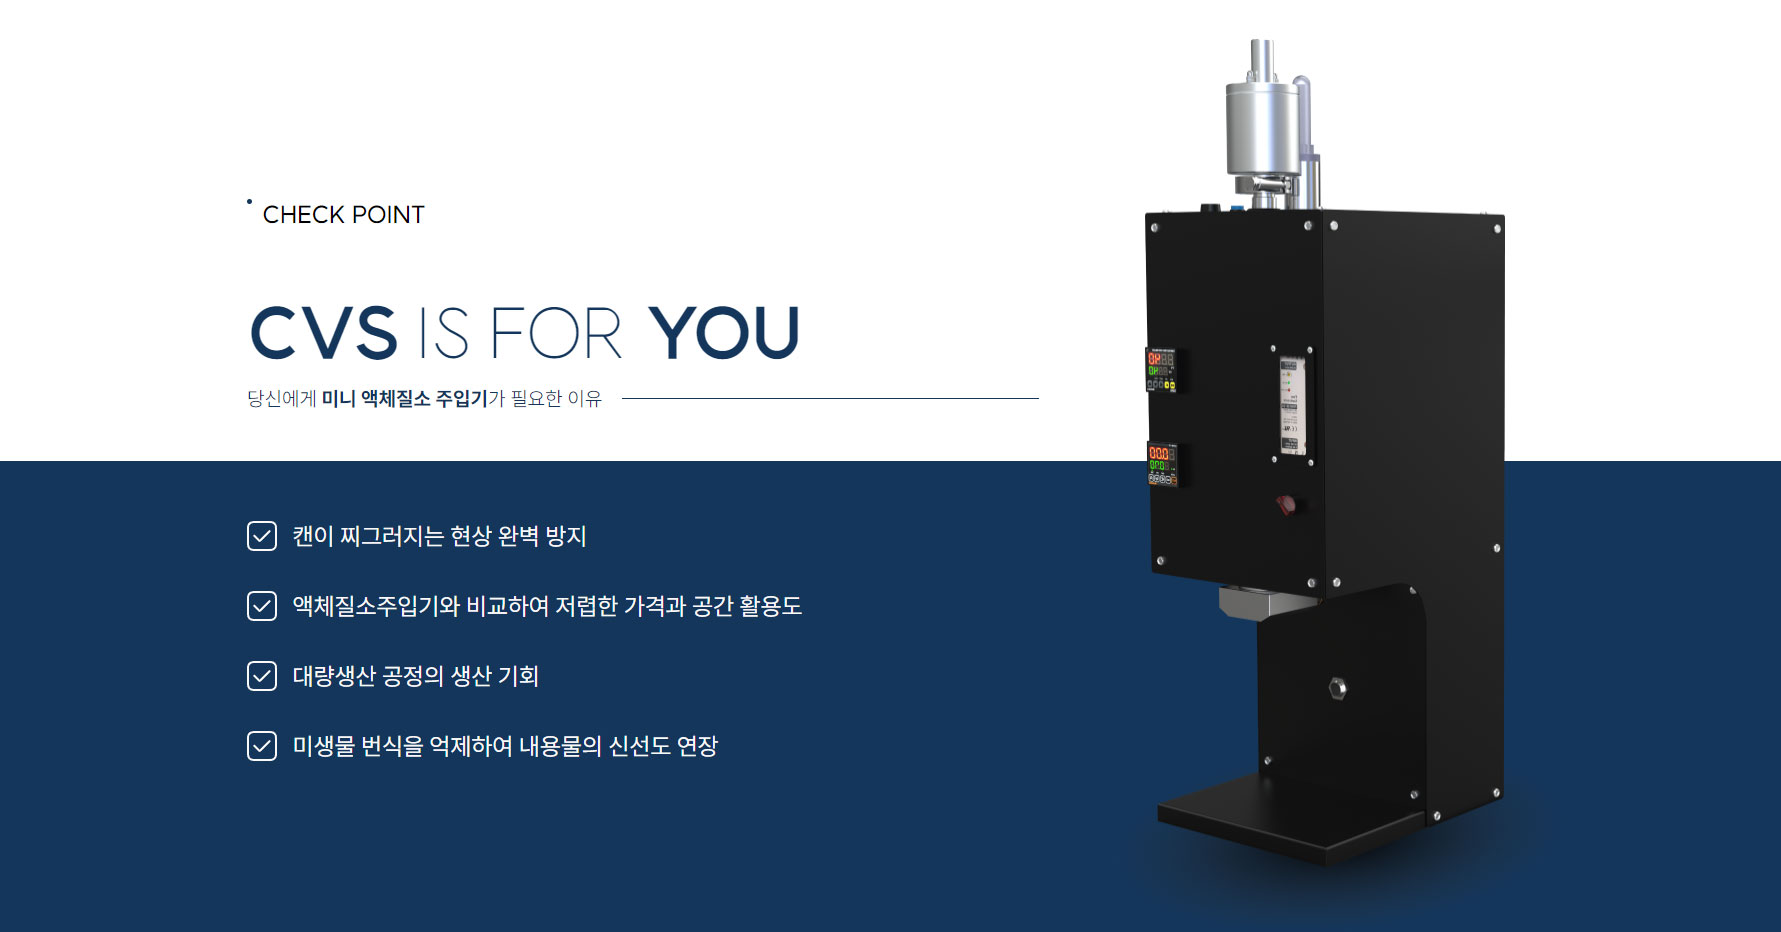 CHECK POINT
CVS IS FOR YOU
당신에게 미니 액체질소 주입기가 필요한 이유
캔이 찌그러지는 현상 완벽 방지
액체질소주입기와 비교하여 저렴한 가격과 공간 활용도
대량생산 공정의 생산 기회
미생물 번식을 억제하여 내용물의 신선도 연장